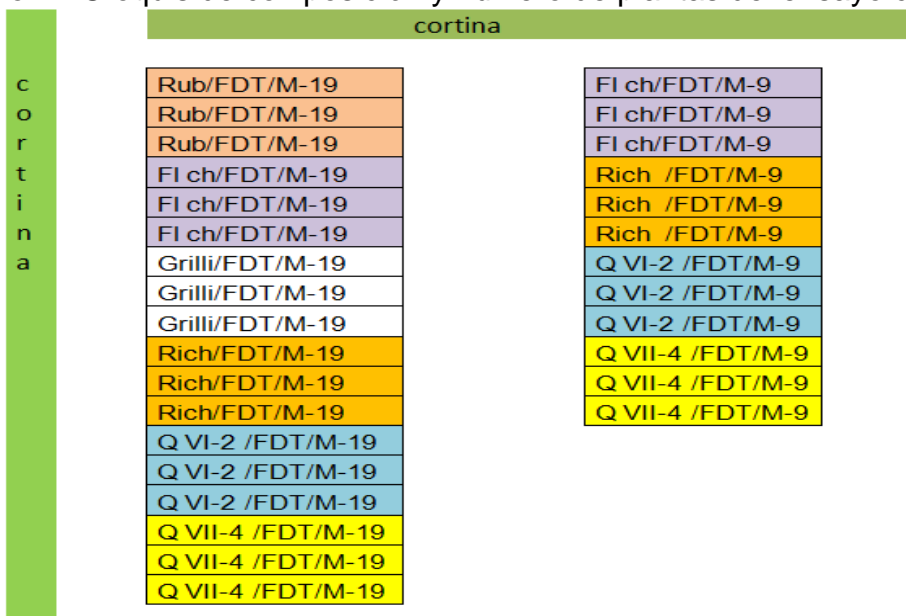 cortina
cortina
Rub/FDT/M-19
Rub/FDT/M-19
Rub/FDT/M-19
Fl ch/FDT/M-19
Fl ch/FDT/M-19
Fl ch/FDT/M-19
Grilli/FDT/M-19
Grilli/FDT/M-19
Grilli/FDT/M-19
Rich/FDT/M-19
Rich/FDT/M-19
Rich/FDT/M-19
Q VI-2 /FDT/M-19
Q VI-2 /FDT/M-19
Q VI-2 /FDT/M-19
Q VII-4 /FDT/M-19
Q VII-4 /FDT/M-19
Q VII-4 /FDT/M-19
Fl ch/FDT/M-9
Fl ch/FDT/M-9
Fl ch/FDT/M-9
Rich /FDT/M-9
Rich /FDT/M-9
Rich /FDT/M-9
Q VI-2 /FDT/M-9
Q VI-2 /FDT/M-9
Q VI-2 /FDT/M-9
Q VII-4 /FDT/M-9
Q VII-4 /FDT/M-9
Q VII-4 /FDT/M-9